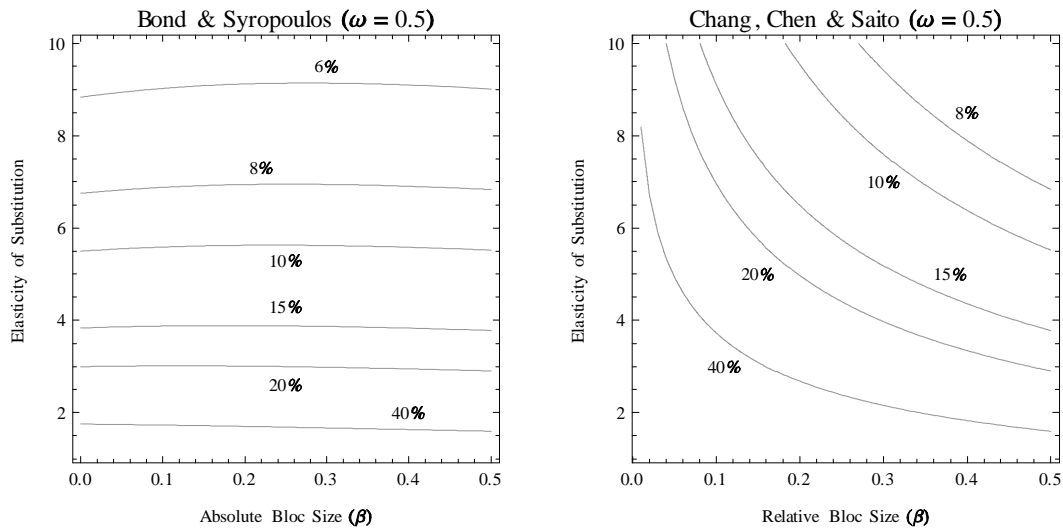 Bond & Syropoulos (ω = 0.5)
10
8
6
4
2
Elasticity of Substitution
6%
8%
10%
15%
20%
40%
0.0 0.1 0.2 0.3 0.4 0.5
Absolute Bloc Size (β)
Chang, Chen & Saito (ω = 0.5)
10
8
6
4
2
Elasticity of Substitution
8%
10%
15%
20%
40%
0.0 0.1 0.2 0.3 0.4 0.5
Relative Bloc Size (β)